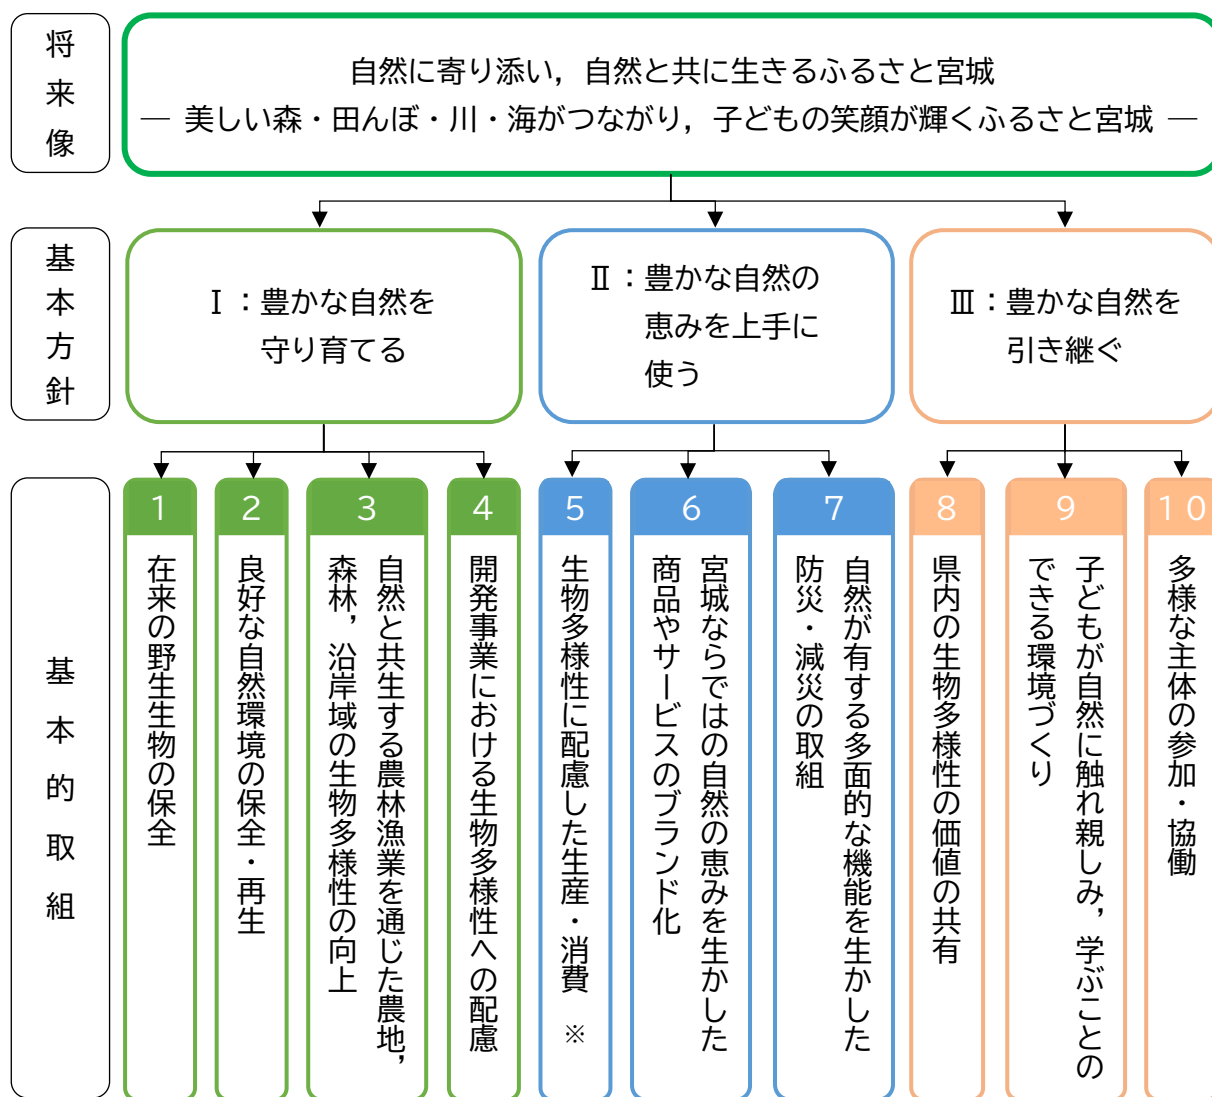 将来像
自然に寄り添い，自然と共に生きるふるさと宮城
― 美しい森・田んぼ・川・海がつながり，子どもの笑顔が輝くふるさと宮城 ―
基本方針
Ⅰ：豊かな自然を
守り育てる
Ⅱ：豊かな自然の
恵みを上手に
使う
Ⅲ：豊かな自然を
引き継ぐ
基本的取組
1
在来の野生生物の保全
2
良好な自然環境の保全・再生
3
自然と共生する農林漁業を通じた農地，
森林，沿岸域の生物多様性の向上
4
開発事業における生物多様性への配慮
5
生物多様性に配慮した生産・消費 ※
6
宮城ならではの自然の恵みを生かした
商品やサービスのブランド化
7
自然が有する多面的な機能を生かした
防災・減災の取組
8
県内の生物多様性の価値の共有
9
子どもが自然に触れ親しみ，学ぶことの
できる環境づくり
10
多様な主体の参加・協働